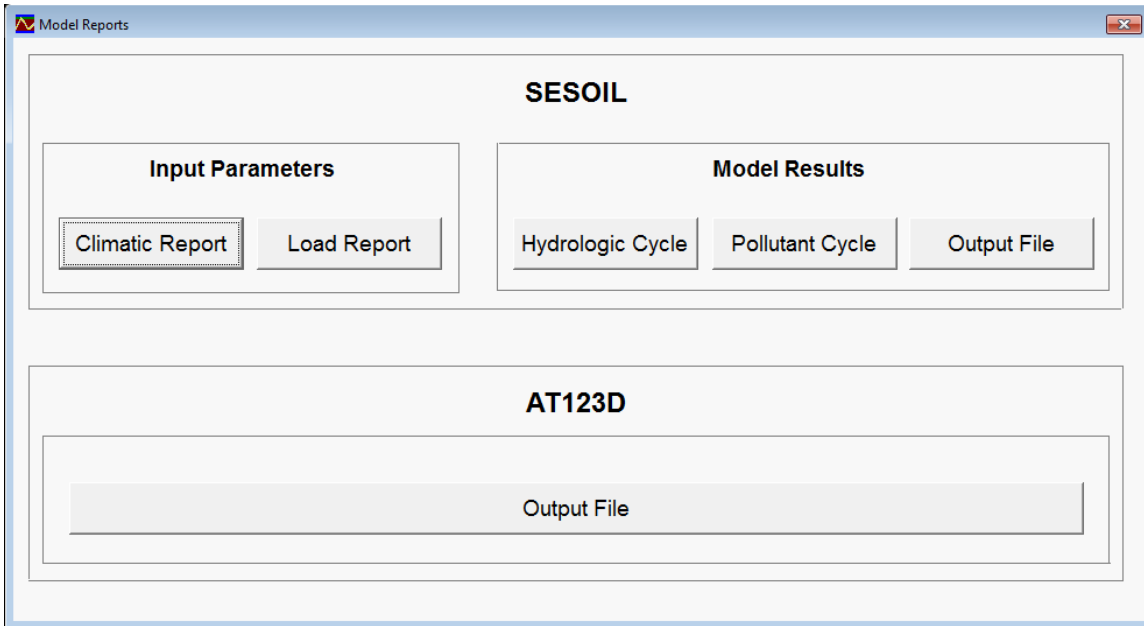 Model Reports
SESOIL
Input Parameters
Climatic Report
Load Report
Model Results
Hydrologic Cycle
Pollutant Cycle
Output File
AT123D
Output File